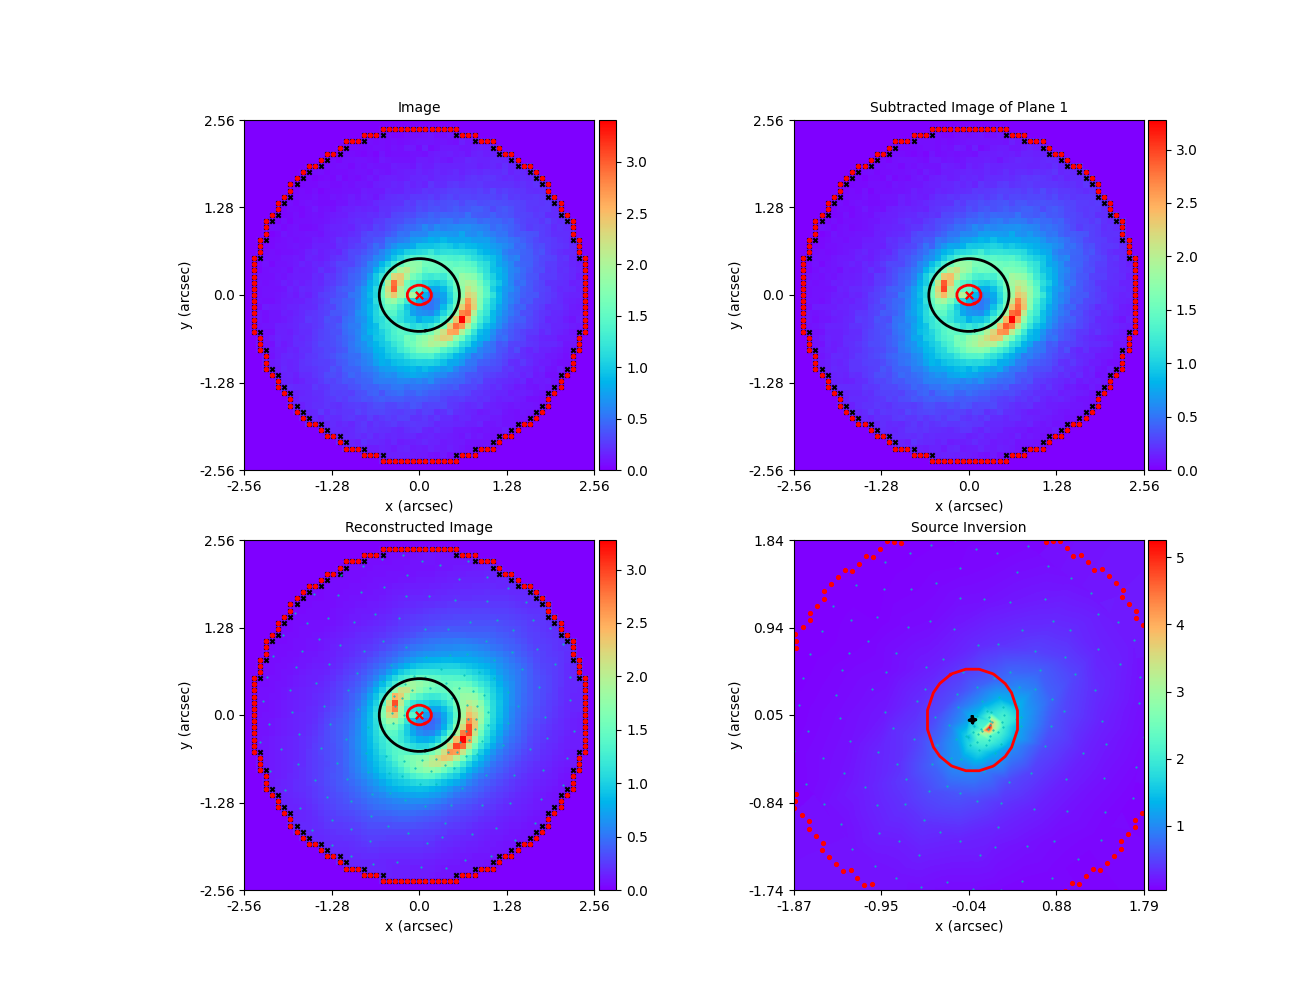 Image
2.56
1.28
0.0
-1.28
-2.56
y (arcsec)
-2.56 -1.28 0.0 1.28 2.56
x (arcsec)
3.0
2.5
2.0
1.5
1.0
0.5
0.0
Subtracted Image of Plane 1
2.56
1.28
0.0
-1.28
-2.56
y (arcsec)
-2.56 -1.28 0.0 1.28 2.56
x (arcsec)
3.0
2.5
2.0
1.5
1.0
0.5
0.0
Reconstructed Image
2.56
1.28
0.0
-1.28
-2.56
y (arcsec)
-2.56 -1.28 0.0 1.28 2.56
x (arcsec)
3.0
2.5
2.0
1.5
1.0
0.5
0.0
Source Inversion
1.84
0.94
0.05
-0.84
-1.74
y (arcsec)
-1.87 -0.95 -0.04 0.88 1.79
x (arcsec)
5
4
3
2
1